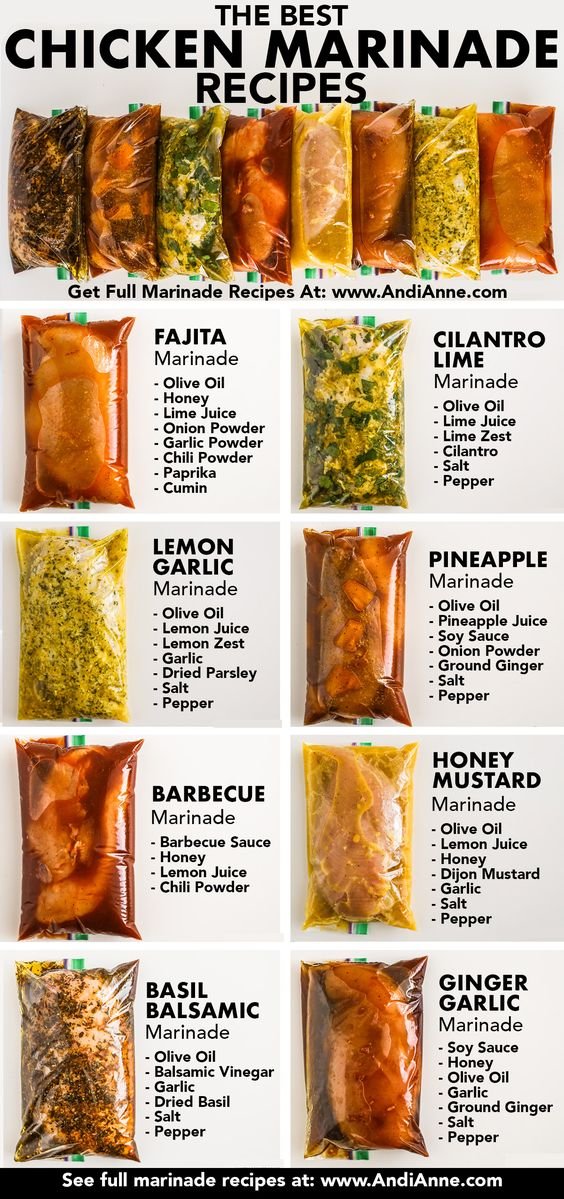 THE BEST
CHICKEN MARINADE
RECIPES
Get Full Marinade Recipes At: www.AndiAnne.com
FAJITA
Marinade
- Olive Oil
- Honey
- Lime Juice
- Onion Powder
- Garlic Powder
- Chili Powder
- Paprika
- Cumin
CILANTRO
LIME
Marinade
- Olive Oil
- Lime Juice
- Lime Zest
- Cilantro
- Salt
- Pepper
LEMON
GARLIC
Marinade
- Olive Oil
- Lemon Juice
- Lemon Zest
- Garlic
- Dried Parsley
- Salt
- Pepper
PINEAPPLE
Marinade
- Olive Oil
- Pineapple Juice
- Soy Sauce
- Onion Powder
- Ground Ginger
- Salt
- Pepper
BARBECUE
Marinade
- Barbecue Sauce
- Honey
- Lemon Juice
- Chili Powder
HONEY
MUSTARD
Marinade
- Olive Oil
- Lemon Juice
- Honey
- Dijon Mustard
- Garlic
- Salt
- Pepper
BASIL
BALSAMIC
Marinade
- Olive Oil
- Balsamic Vinegar
- Garlic
- Dried Basil
- Salt
- Pepper
GINGER
GARLIC
Marinade
- Soy Sauce
- Honey
- Olive Oil
- Garlic
- Ground Ginger
- Salt
- Pepper
See full marinade recipes at: www.AndiAnne.com